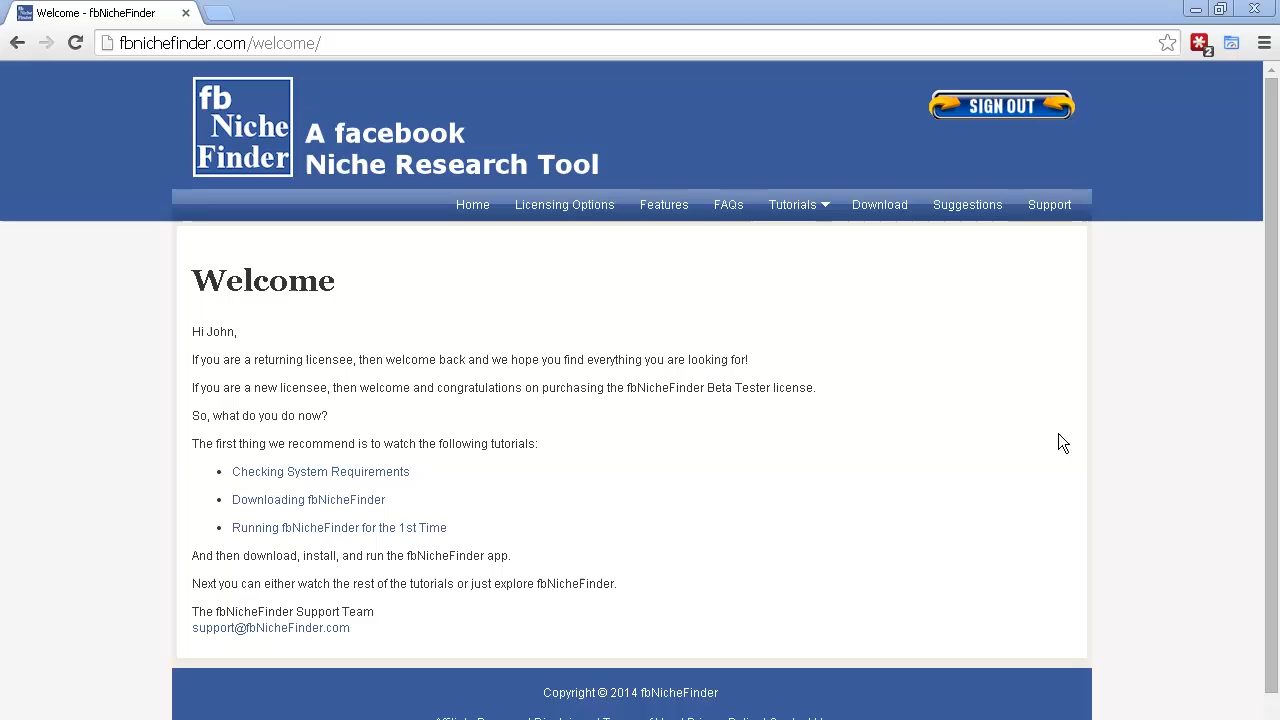 Welcome - fbNicheFinder
fbnichefinder.com/welcome/
2
fb
Niche
Finder
A facebook
Niche Research Tool
SIGN OUT
Home Licensing Options Features FAQs Tutorials Download Suggestions Support
Welcome
Hi John,
If you are a returning licensee, then welcome back and we hope you find everything you are looking for!
If you are a new licensee, then welcome and congratulations on purchasing the fbNicheFinder Beta Tester license.
So, what do you do now?
The first thing we recommend is to watch the following tutorials:
• Checking System Requirements
• Downloading fbNicheFinder
• Running fbNicheFinder for the 1st Time
And then download, install, and run the fbNicheFinder app.
Next you can either watch the rest of the tutorials or just explore fbNicheFinder.
The fbNicheFinder Support Team
support@fbNicheFinder.com
Copyright © 2014 fbNicheFinder